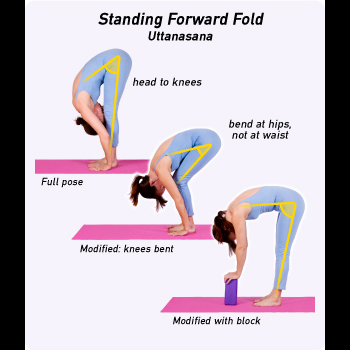 Standing Forward Fold
Uttanasana
head to knees
bend at hips,
not at waist
Full pose
Modified: knees bent
Modified with block